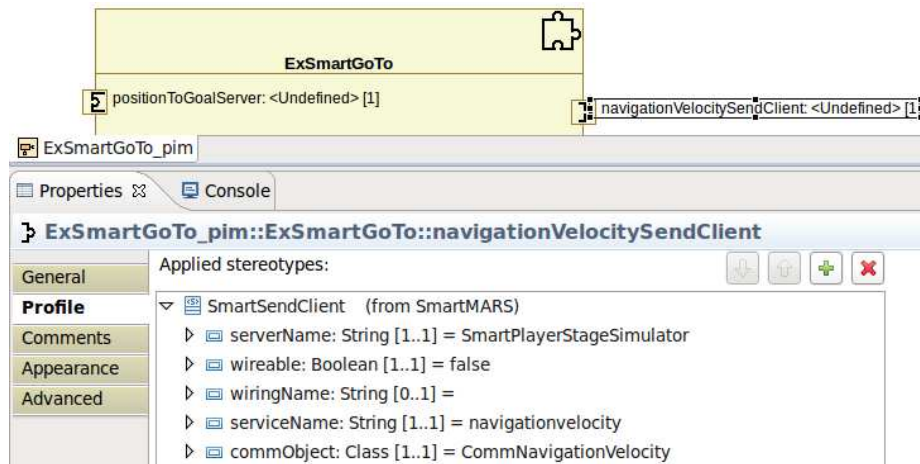 ExSmartGoTo
positionToGoalServer: <Undefined> [1]
navigationVelocitySendClient: <Undefined> [1
ExSmartGoTo_pim
Properties
Console
ExSmartGoTo_pim::ExSmartGoTo::navigationVelocitySendClient
General
Profile
Comments
Appearance
Advanced
Applied stereotypes:
SmartSendClient (from SmartMARS)
serverName: String [1..1] = SmartPlayerStageSimulator
wireable: Boolean [1..1] = false
wiringName: String [0..1] =
serviceName: String [1..1] = navigationvelocity
commObject: Class [1..1] = CommNavigationVelocity